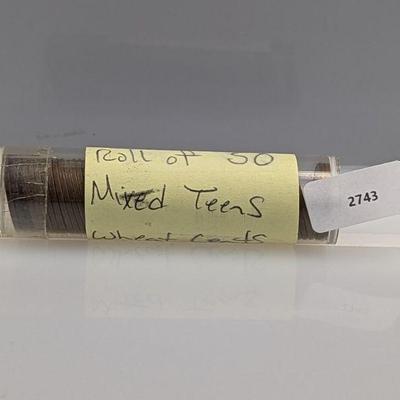 Roll of 50
Mixed Teens
Wheat Cents
2743